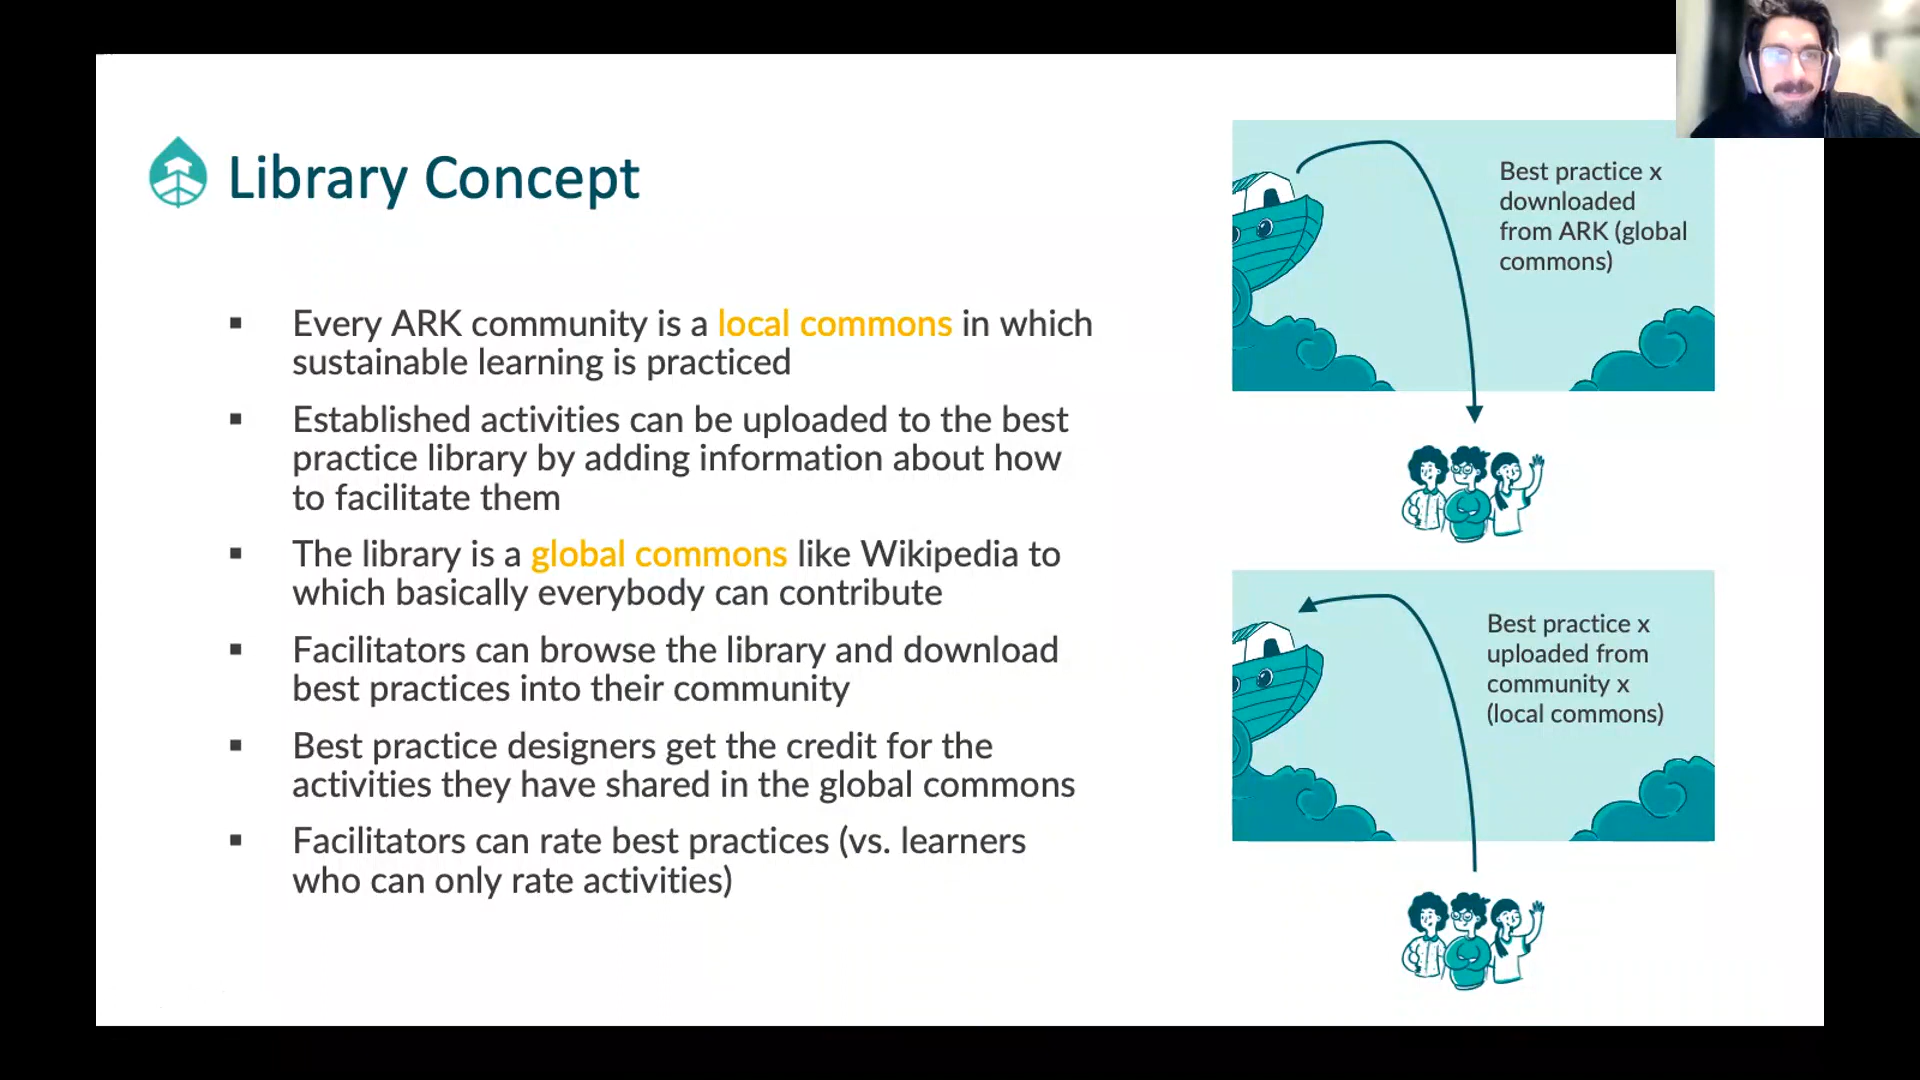 Library Concept
▪ Every ARK community is a local commons in which
sustainable learning is practiced
▪ Established activities can be uploaded to the best
practice library by adding information about how
to facilitate them
▪ The library is a global commons like Wikipedia to
which basically everybody can contribute
▪ Facilitators can browse the library and download
best practices into their community
▪ Best practice designers get the credit for the
activities they have shared in the global commons
▪ Facilitators can rate best practices (vs. learners
who can only rate activities)
Best practice x
downloaded
from ARK (global
commons)
Best practice x
uploaded from
community x
(local commons)